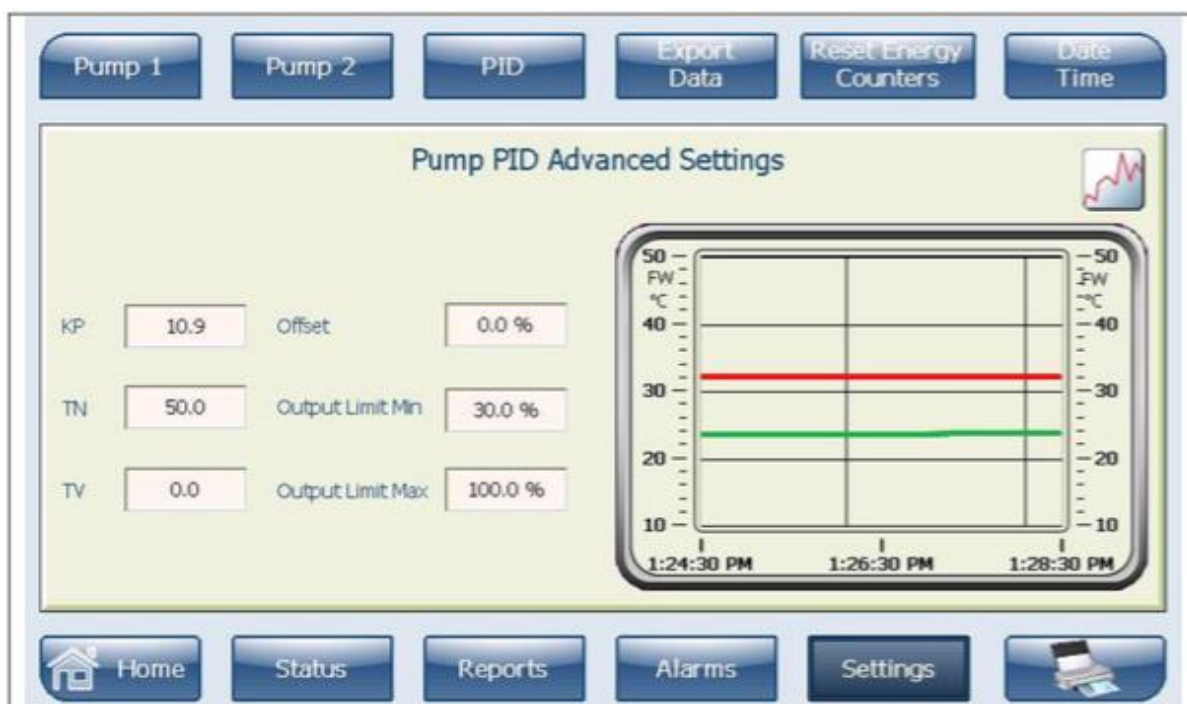 Pump 1
Pump 2
PID
Export
Data
Reset Energy
Counters
Date
Time
Pump PID Advanced Settings
KP
10.9
Offset
0.0 %
TN
50.0
Output Limit Min
30.0 %
TV
0.0
Output Limit Max
100.0 %
50
FW
°C
40
30
20
10
50
FW
°C
40
30
20
10
1:24:30 PM
1:26:30 PM
1:28:30 PM
Home
Status
Reports
Alarms
Settings